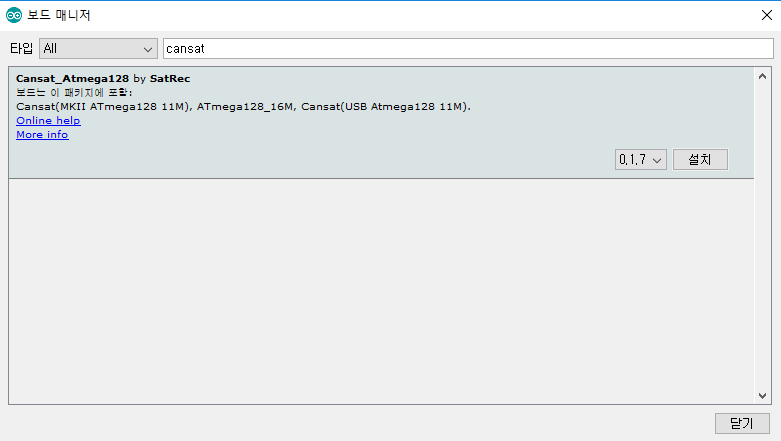 보드 매니저
타입 All cansat
Cansat_Atmega128 by SatRec
보드는 이 패키지에 포함:
Cansat(MKII ATmega128 11M), ATmega128_16M, Cansat(USB Atmega128 11M).
Online help
More info
0.1.7 설치
닫기